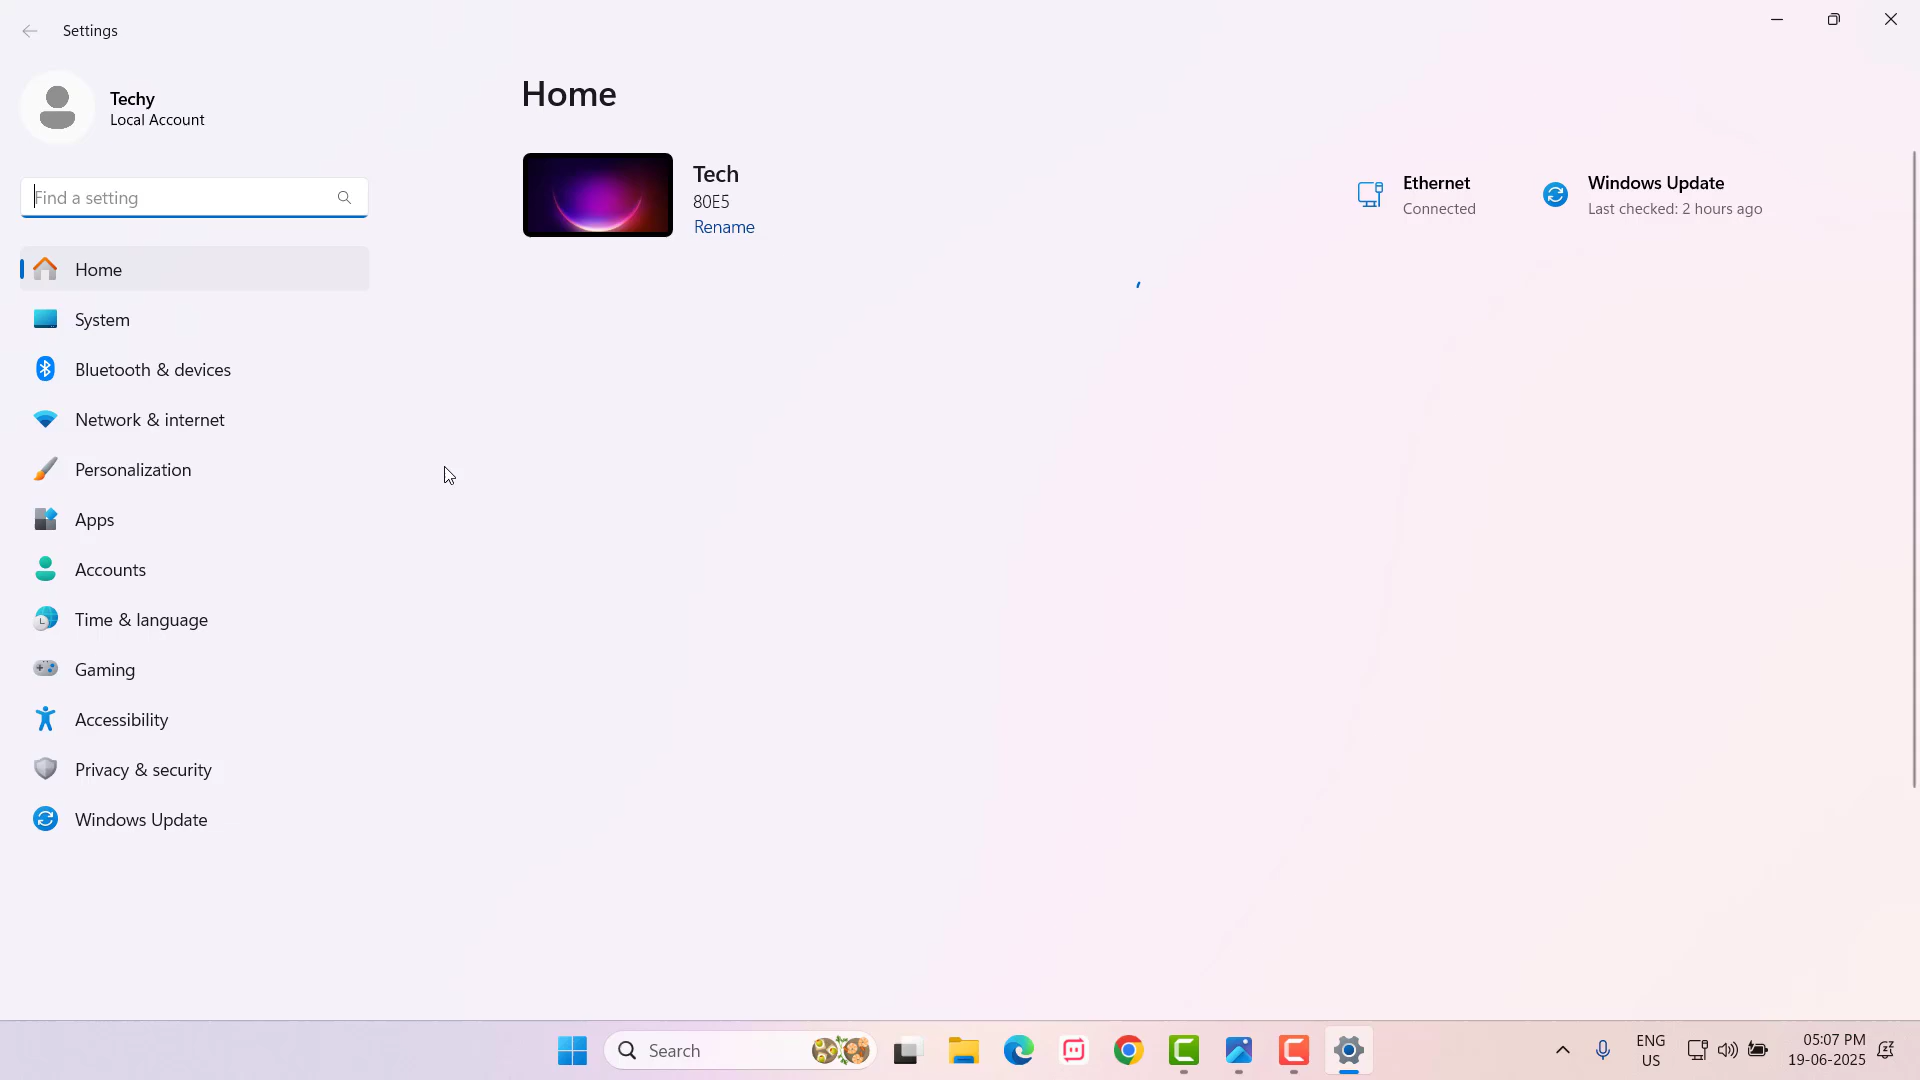 Settings
Techy
Local Account
Find a setting
Home
System
Bluetooth & devices
Network & internet
Personalization
Apps
Accounts
Time & language
Gaming
Accessibility
Privacy & security
Windows Update
Home
Tech
80E5
Rename
Ethernet
Connected
Windows Update
Last checked: 2 hours ago
Search
ENG
US
05:07 PM
19-06-2025